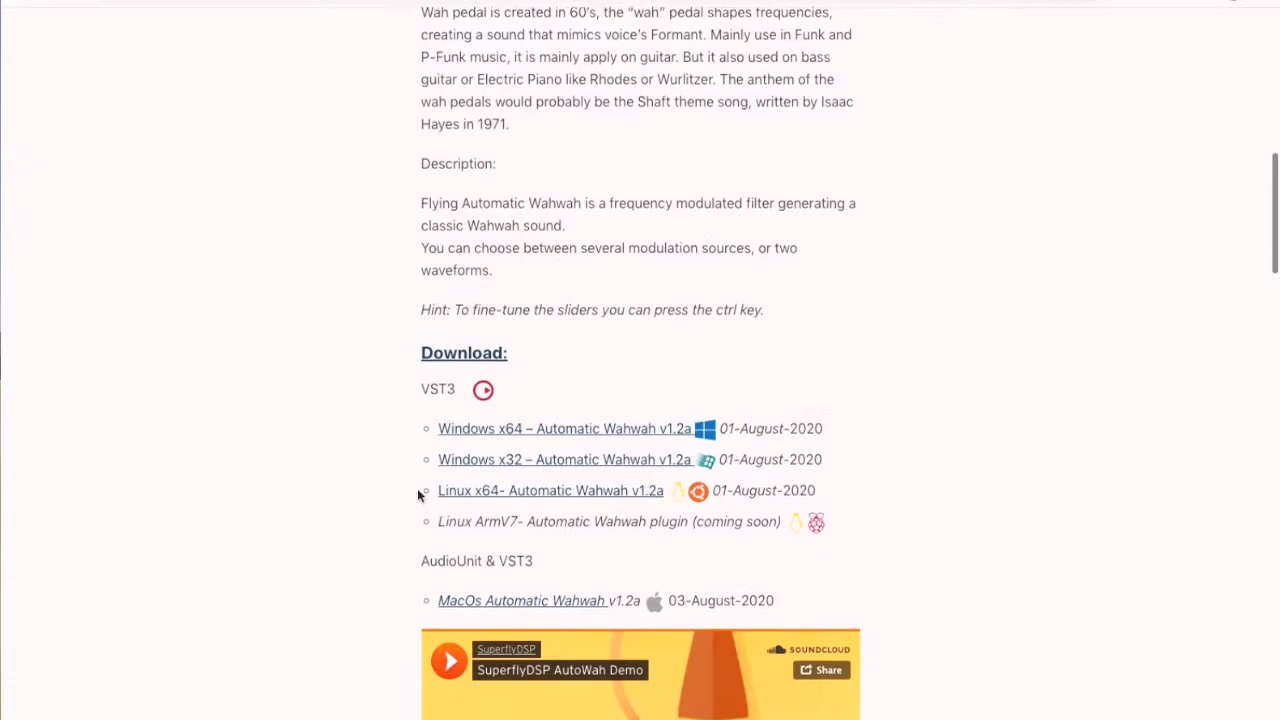 Wah pedal is created in 60's, the “wah” pedal shapes frequencies,
creating a sound that mimics voice's Formant. Mainly use in Funk and
P-Funk music, it is mainly apply on guitar. But it also used on bass
guitar or Electric Piano like Rhodes or Wurlitzer. The anthem of the
wah pedals would probably be the Shaft theme song, written by Isaac
Hayes in 1971.
Description:
Flying Automatic Wahwah is a frequency modulated filter generating a
classic Wahwah sound.
You can choose between several modulation sources, or two
waveforms.
Hint: To fine-tune the sliders you can press the ctrl key.
Download:
VST3
Windows x64 – Automatic Wahwah v1.2a 01-August-2020
Windows x32 – Automatic Wahwah v1.2a 01-August-2020
Linux x64- Automatic Wahwah v1.2a 01-August-2020
Linux ArmV7- Automatic Wahwah plugin (coming soon)
AudioUnit & VST3
MacOs Automatic Wahwah v1.2a 03-August-2020
SuperflyDSP
SOUNDCLOUD
SuperflyDSP AutoWah Demo
Share